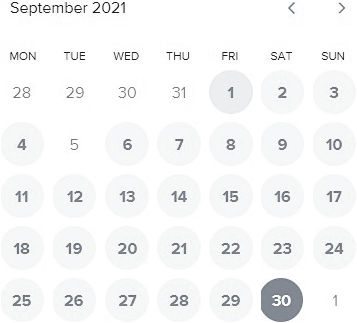 September 2021
MON TUE WED THU FRI SAT SUN
28 29 30 31 1 2 3
4 5 6 7 8 9 10
11 12 13 14 15 16 17
18 19 20 21 22 23 24
25 26 27 28 29 30 1